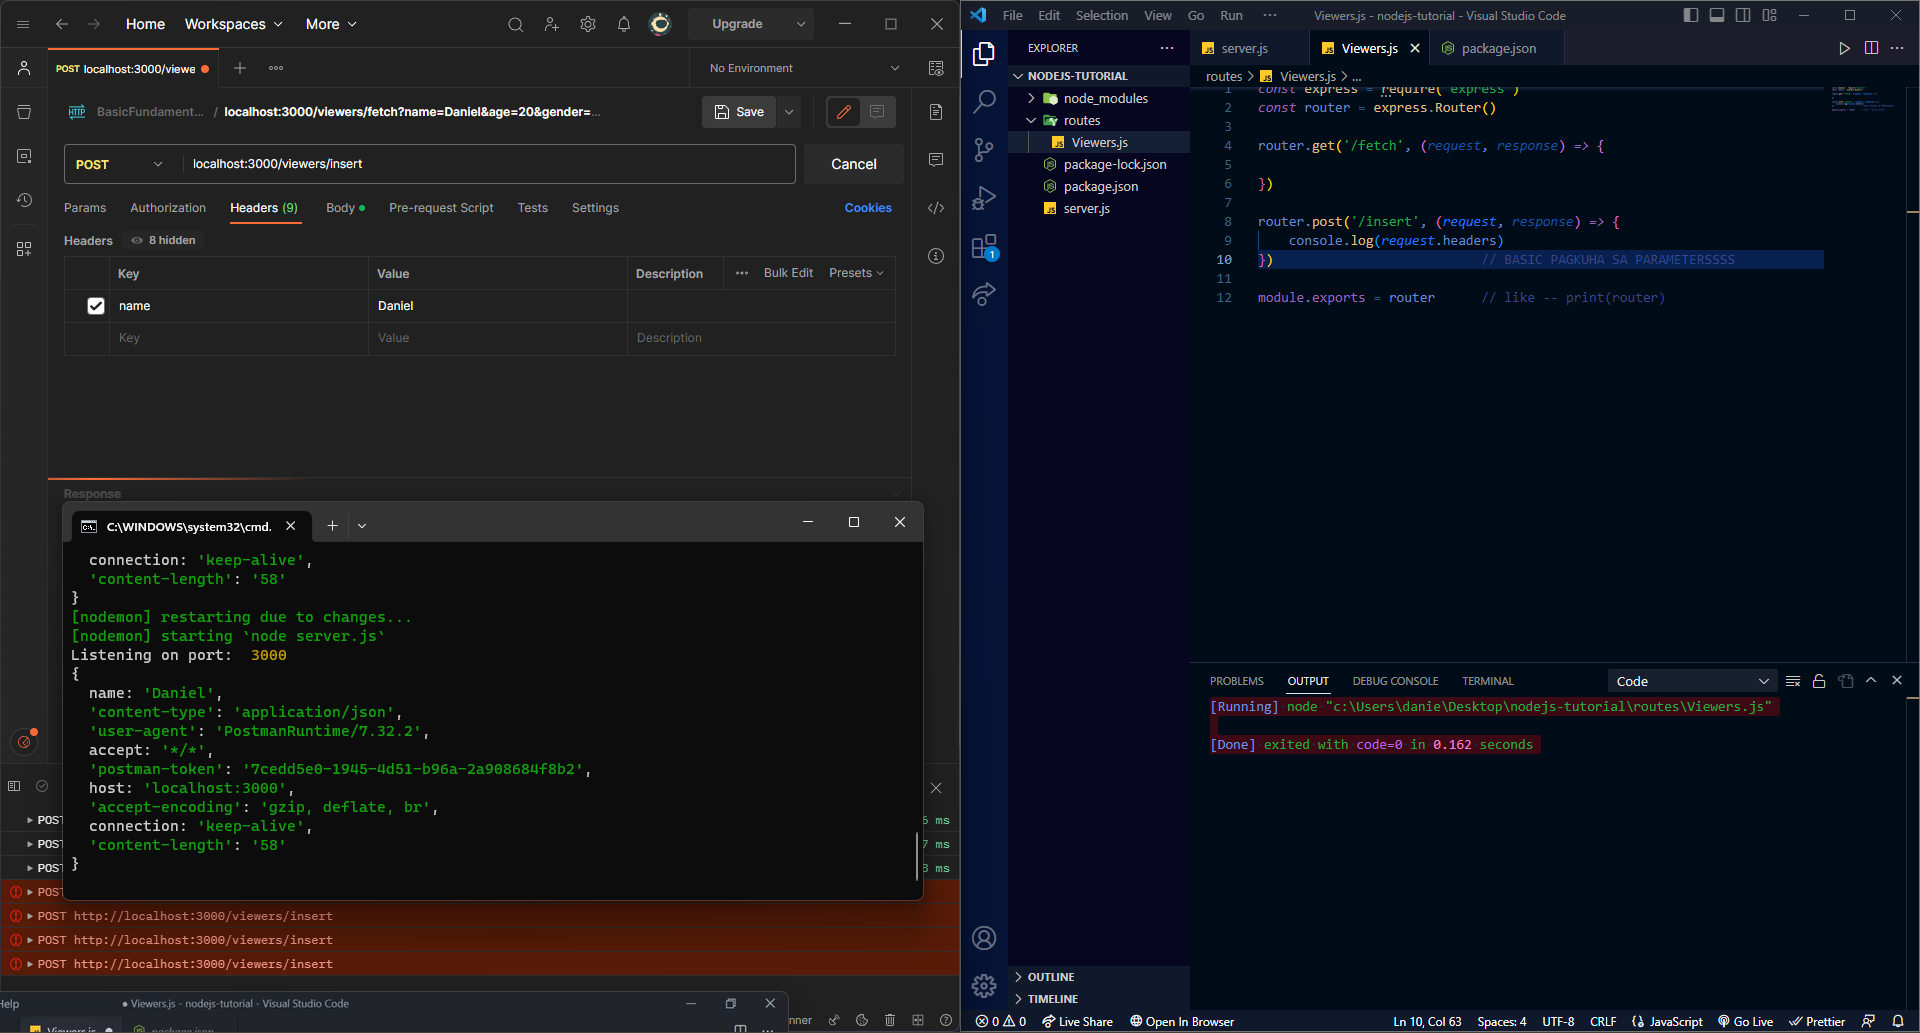 Home Workspaces More Upgrade
POST localhost:3000/viewe
No Environment
BasicFundament... / localhost:3000/viewers/fetch?name=Daniel&age=20&gender=...
Save
POST localhost:3000/viewers/insert Cancel
Params Authorization Headers (9) Body Pre-request Script Tests Settings Cookies
Headers 8 hidden
Key Value Description Bulk Edit Presets
name Daniel
Key Value Description
Response
C:\WINDOWS\system32\cmd.
connection: 'keep-alive',
'content-length': '58'
}
[nodemon] restarting due to changes...
[nodemon] starting `node server.js`
Listening on port:  3000
{
name: 'Daniel',
'content-type': 'application/json',
'user-agent': 'PostmanRuntime/7.32.2',
accept: '*/*',
'postman-token': '7cedd5e0-1945-4d51-b96a-2a908684f8b2',
host: 'localhost:3000',
'accept-encoding': 'gzip, deflate, br',
connection: 'keep-alive',
'content-length': '58'
}
POST 6 ms
POST 7 ms
POST 8 ms
POST
POST http://localhost:3000/viewers/insert
POST http://localhost:3000/viewers/insert
POST http://localhost:3000/viewers/insert
Help
● Viewers.js - nodejs-tutorial - Visual Studio Code
Viewers.js package.json
nner
File Edit Selection View Go Run ··· Viewers.js - nodejs-tutorial - Visual Studio Code
EXPLORER
NODEJS-TUTORIAL
node_modules
routes
Viewers.js
package-lock.json
package.json
server.js
1
OUTLINE
TIMELINE
server.js Viewers.js package.json
routes > Viewers.js > ...
1 const express = require('express')
2 const router = express.Router()
3
4 router.get('/fetch', (request, response) => {
5
6 })
7
8 router.post('/insert', (request, response) => {
9 console.log(request.headers)
10 }) // BASIC PAGKUHA SA PARAMETERSSSS
11
12 module.exports = router // like -- print(router)
PROBLEMS OUTPUT DEBUG CONSOLE TERMINAL Code
[Running] node "c:\Users\danie\Desktop\nodejs-tutorial\routes\Viewers.js"
[Done] exited with code=0 in 0.162 seconds
0 0 Live Share Open In Browser Ln 10, Col 63 Spaces: 4 UTF-8 CRLF {} JavaScript Go Live Prettier